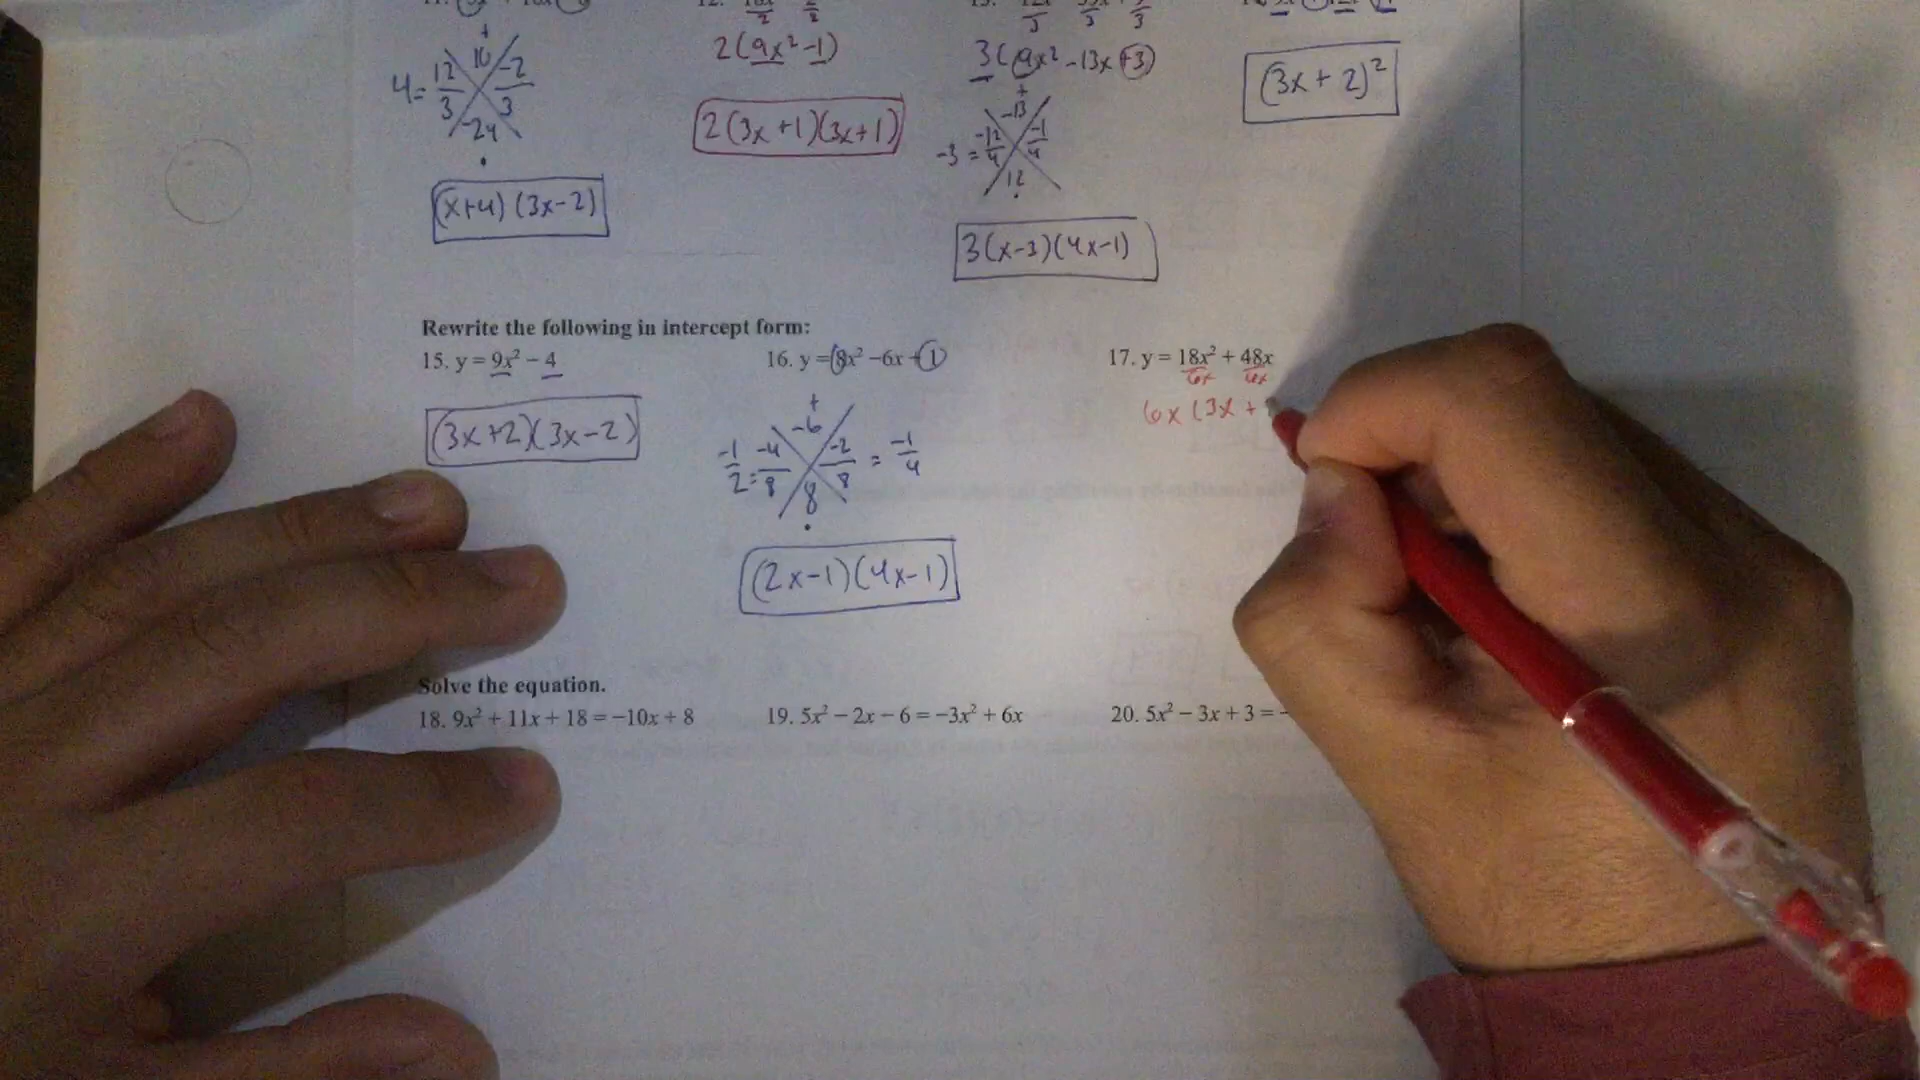 2(9x² -1)
3(9x² -13x +3)
(3x + 2)²
+
10
4 = 12/3
-2/3
-24
2(3x +1)(3x+1)
+
-13
-3 = -12/4
-1/4
12
(x+4)(3x-2)
3(x-3)(4x-1)
Rewrite the following in intercept form:
15. y = 9x² – 4
16. y = 8x² –6x + 1
17. y = 18x² + 48x
6x 6x
6x (3x +
(3x+2)(3x-2)
+
-6
-1/2 = -4/8
-2/8 = -1/4
8
(2x-1)(4x-1)
Solve the equation.
18. 9x² + 11x + 18 = –10x + 8
19. 5x² – 2x – 6 = –3x² + 6x
20. 5x² – 3x + 3 = –